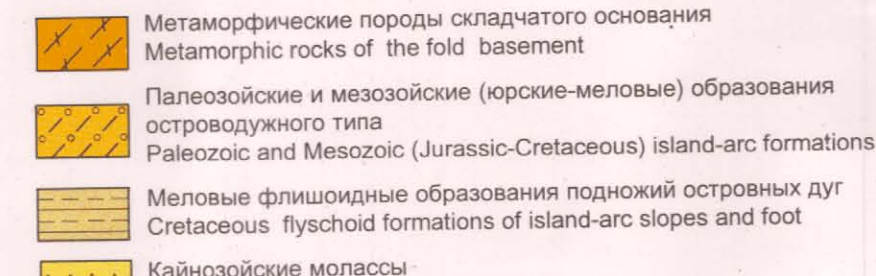 Метаморфические породы складчатого основания
Metamorphic rocks of the fold basement
Палеозойские и мезозойские (юрские-меловые) образования
островодужного типа
Paleozoic and Mesozoic (Jurassic-Cretaceous) island-arc formations
Меловые флишоидные образования подножий островных дуг
Cretaceous flyschoid formations of island-arc slopes and foot
Кайнозойские молассы